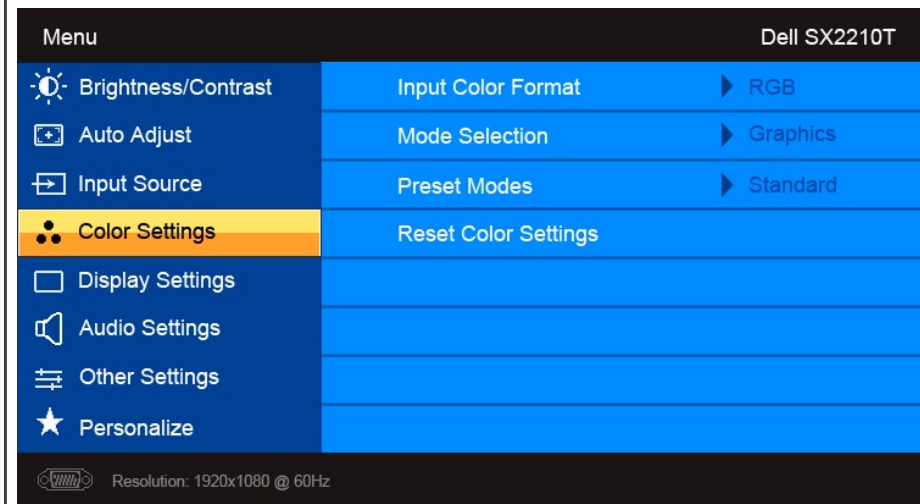 Menu Dell SX2210T
Brightness/Contrast Input Color Format RGB
Auto Adjust Mode Selection Graphics
Input Source Preset Modes Standard
Color Settings Reset Color Settings
Display Settings
Audio Settings
Other Settings
Personalize
Resolution: 1920x1080 @ 60Hz